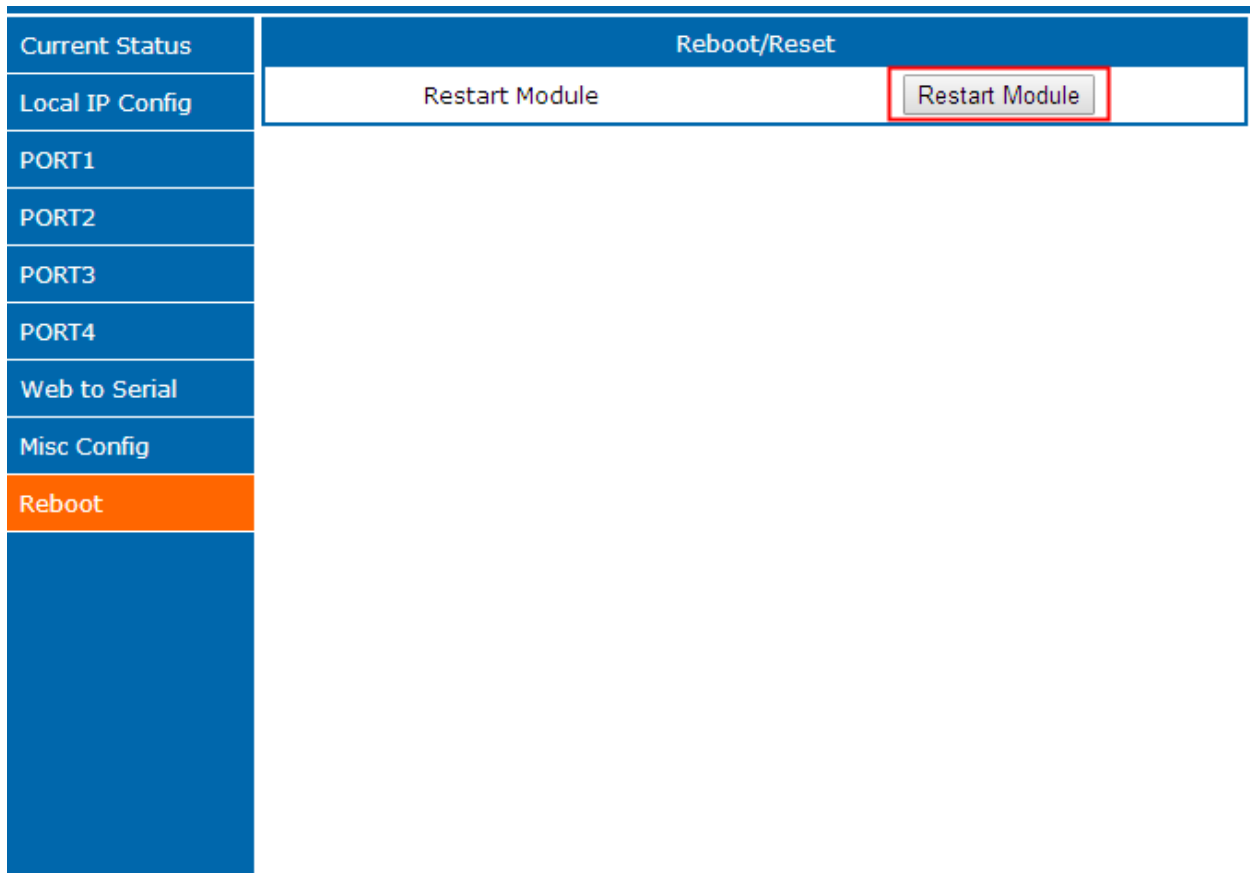 Current Status
Local IP Config
PORT1
PORT2
PORT3
PORT4
Web to Serial
Misc Config
Reboot
Reboot/Reset
Restart Module Restart Module